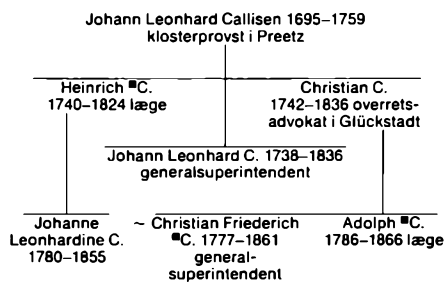 Johann Leonhard Callisen 1695–1759
klosterprovst i Preetz
Heinrich ■C.
1740–1824 læge
Christian C.
1742–1836 overrets-
advokat i Glückstadt
Johann Leonhard C. 1738–1836
generalsuperintendent
Johanne
Leonhardine C.
1780–1855
~ Christian Friederich
■C. 1777–1861
general-
superintendent
Adolph ■C.
1786–1866 læge